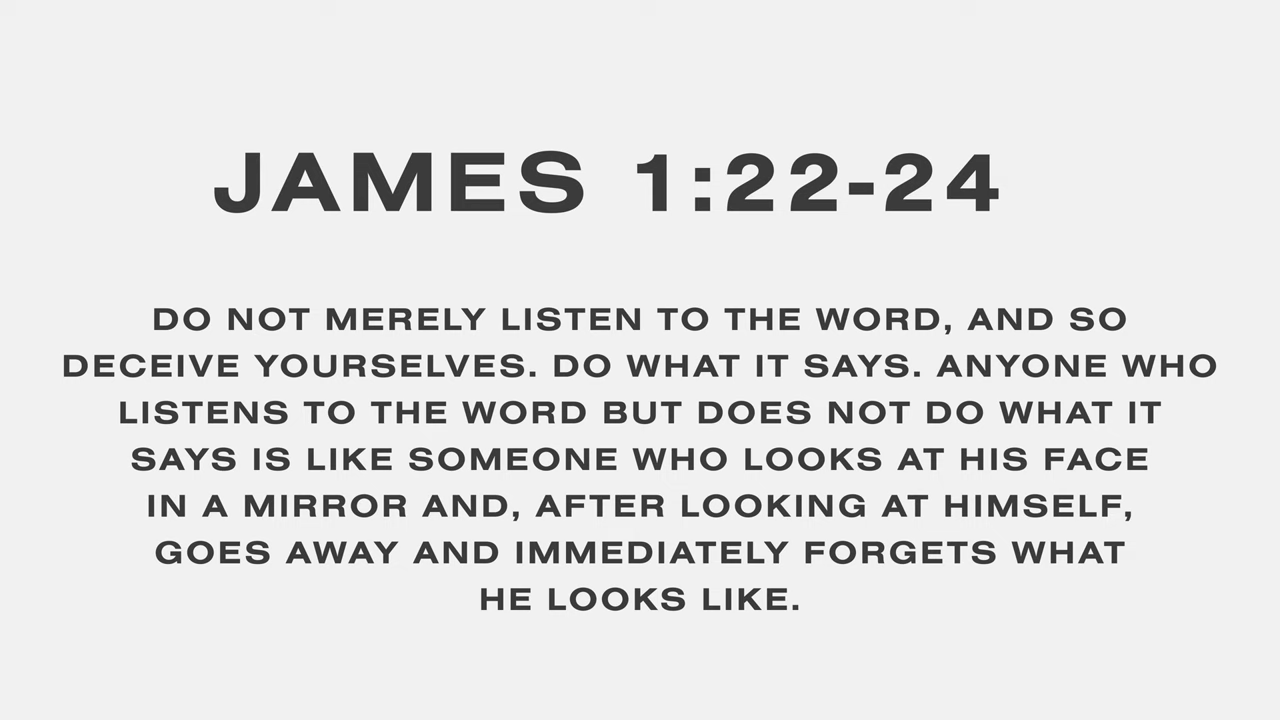 JAMES 1:22-24
DO NOT MERELY LISTEN TO THE WORD, AND SO
DECEIVE YOURSELVES. DO WHAT IT SAYS. ANYONE WHO
LISTENS TO THE WORD BUT DOES NOT DO WHAT IT
SAYS IS LIKE SOMEONE WHO LOOKS AT HIS FACE
IN A MIRROR AND, AFTER LOOKING AT HIMSELF,
GOES AWAY AND IMMEDIATELY FORGETS WHAT
HE LOOKS LIKE.